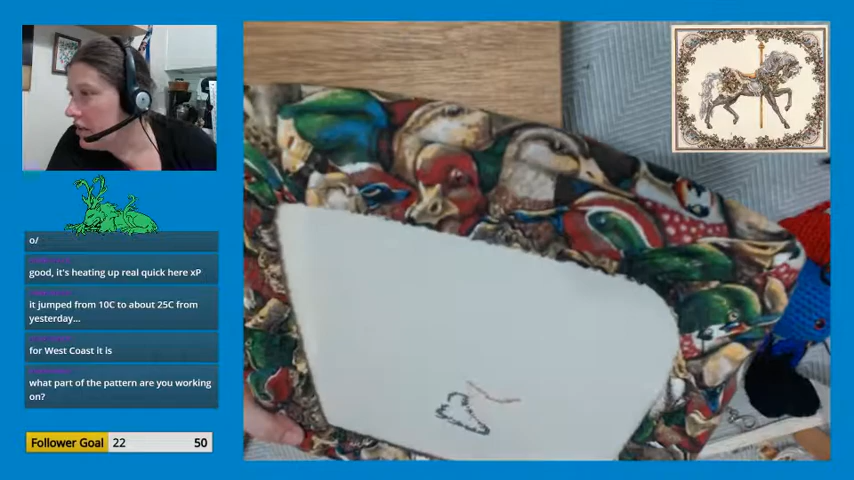 o/
good, it's heating up real quick here xP
it jumped from 10C to about 25C from
yesterday...
for West Coast it is
what part of the pattern are you working
on?
Follower Goal 22 50